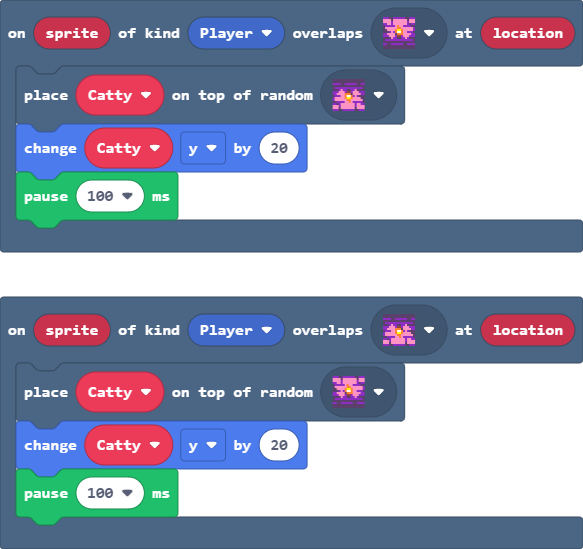 on sprite of kind Player overlaps at location
place Catty on top of random
change Catty y by 20
pause 100 ms
on sprite of kind Player overlaps at location
place Catty on top of random
change Catty y by 20
pause 100 ms